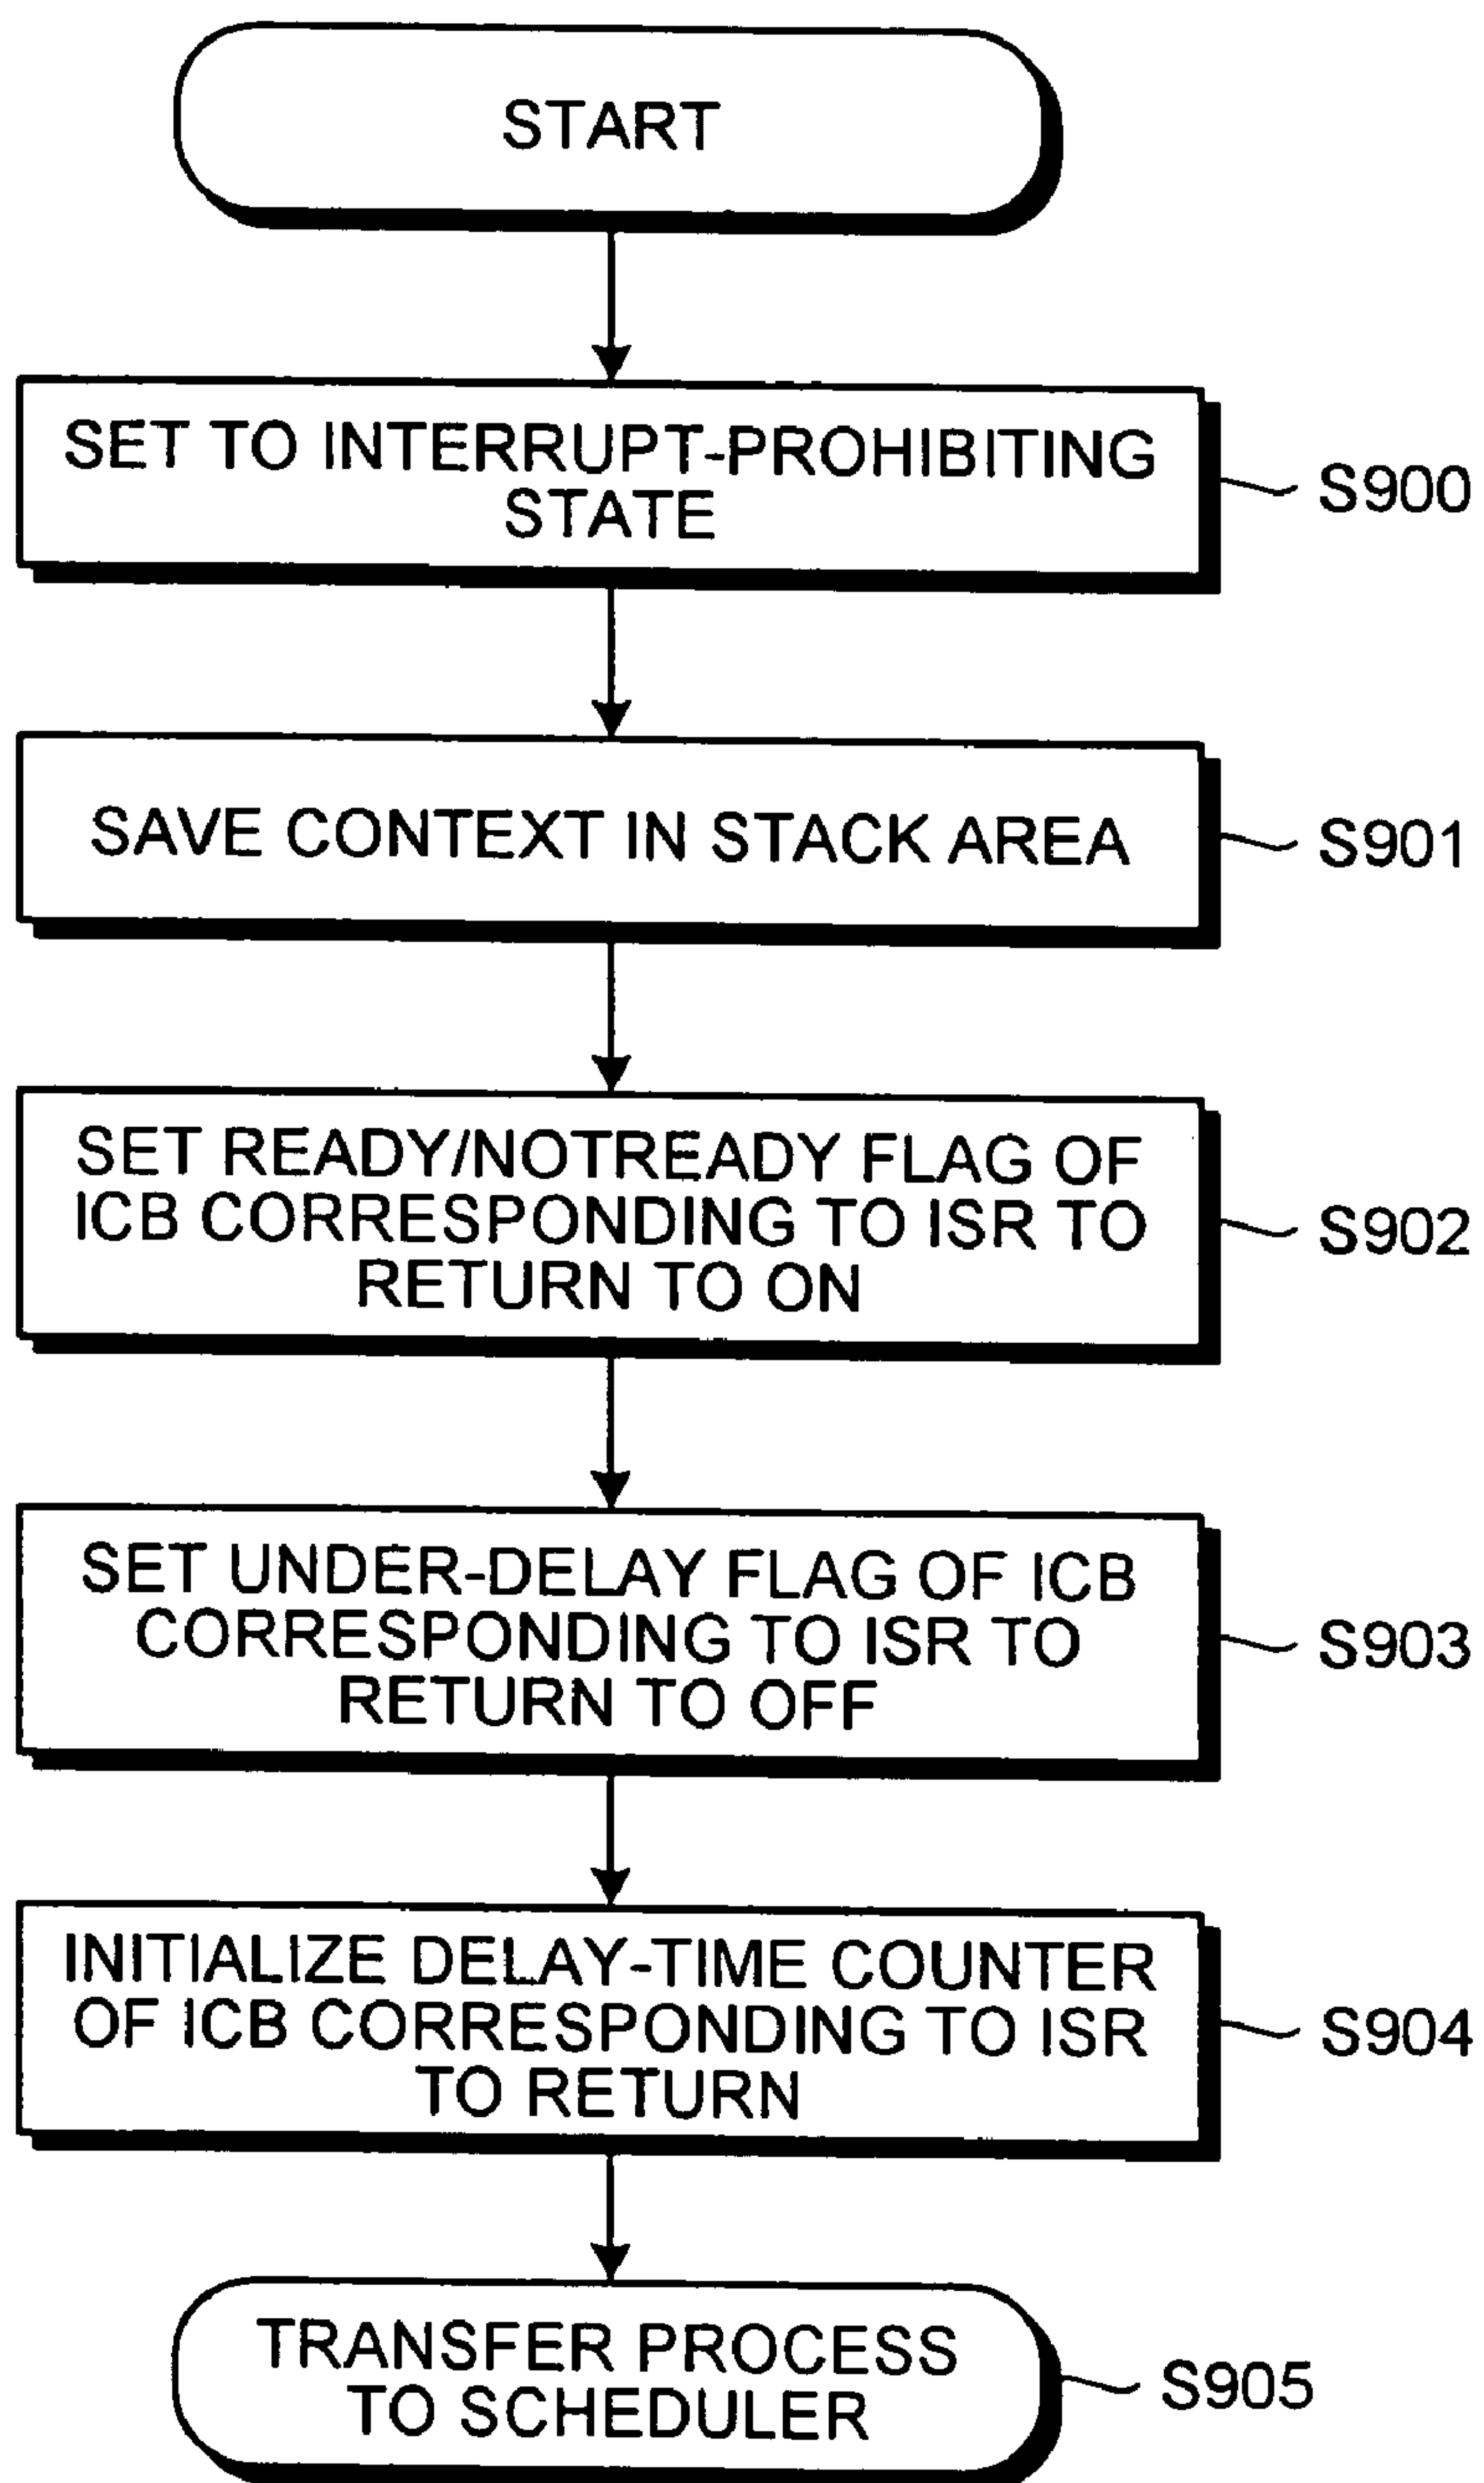 START
SET TO INTERRUPT-PROHIBITING
STATE
S900
SAVE CONTEXT IN STACK AREA
S901
SET READY/NOTREADY FLAG OF
ICB CORRESPONDING TO ISR TO
RETURN TO ON
S902
SET UNDER-DELAY FLAG OF ICB
CORRESPONDING TO ISR TO
RETURN TO OFF
S903
INITIALIZE DELAY-TIME COUNTER
OF ICB CORRESPONDING TO ISR
TO RETURN
S904
TRANSFER PROCESS
TO SCHEDULER
S905